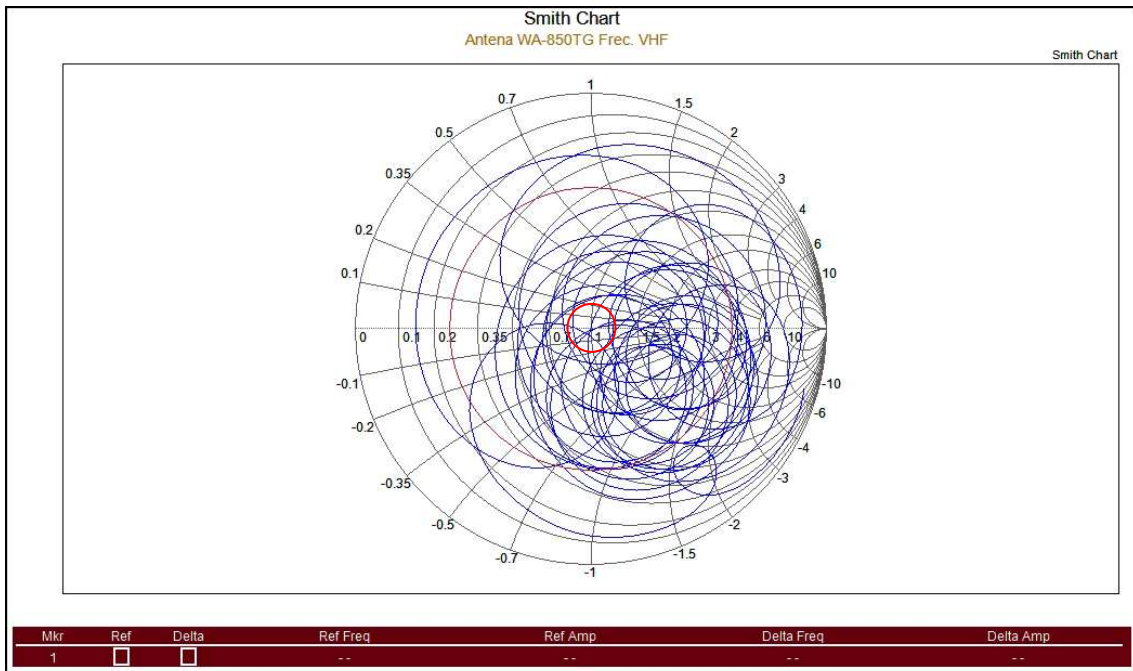 Smith Chart
Antena WA-850TG Frec. VHF
Smith Chart
1
0.7 1.5
0.5 2
0.35 3
0.2 4
6
0.1 10
0 0.1 0.2 0.35 0.7 1 1.5 2 3 4 6 10
-0.1 -10
-0.2 -6
-4
-0.35 -3
-0.5 -2
-0.7 -1.5
-1
Mkr Ref Delta Ref Freq Ref Amp Delta Freq Delta Amp
1 -- -- -- --